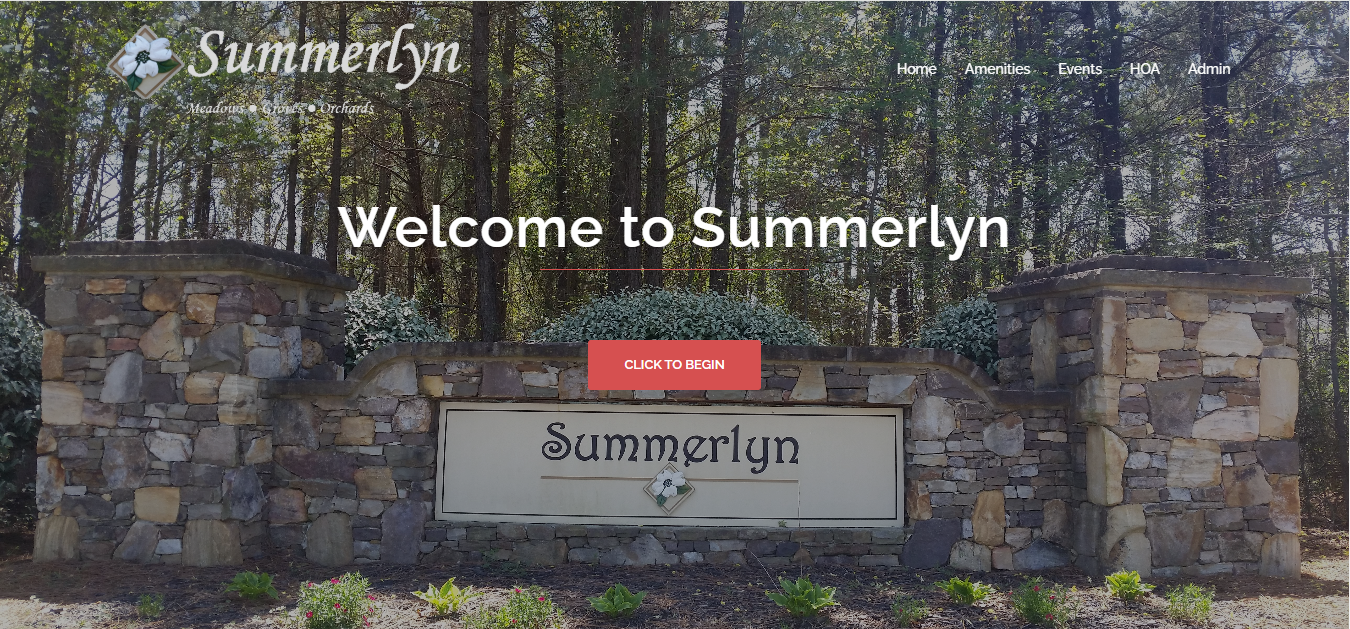 Summerlyn
Meadows • Groves • Orchards
Home Amenities Events HOA Admin
Welcome to Summerlyn
CLICK TO BEGIN
Summerlyn